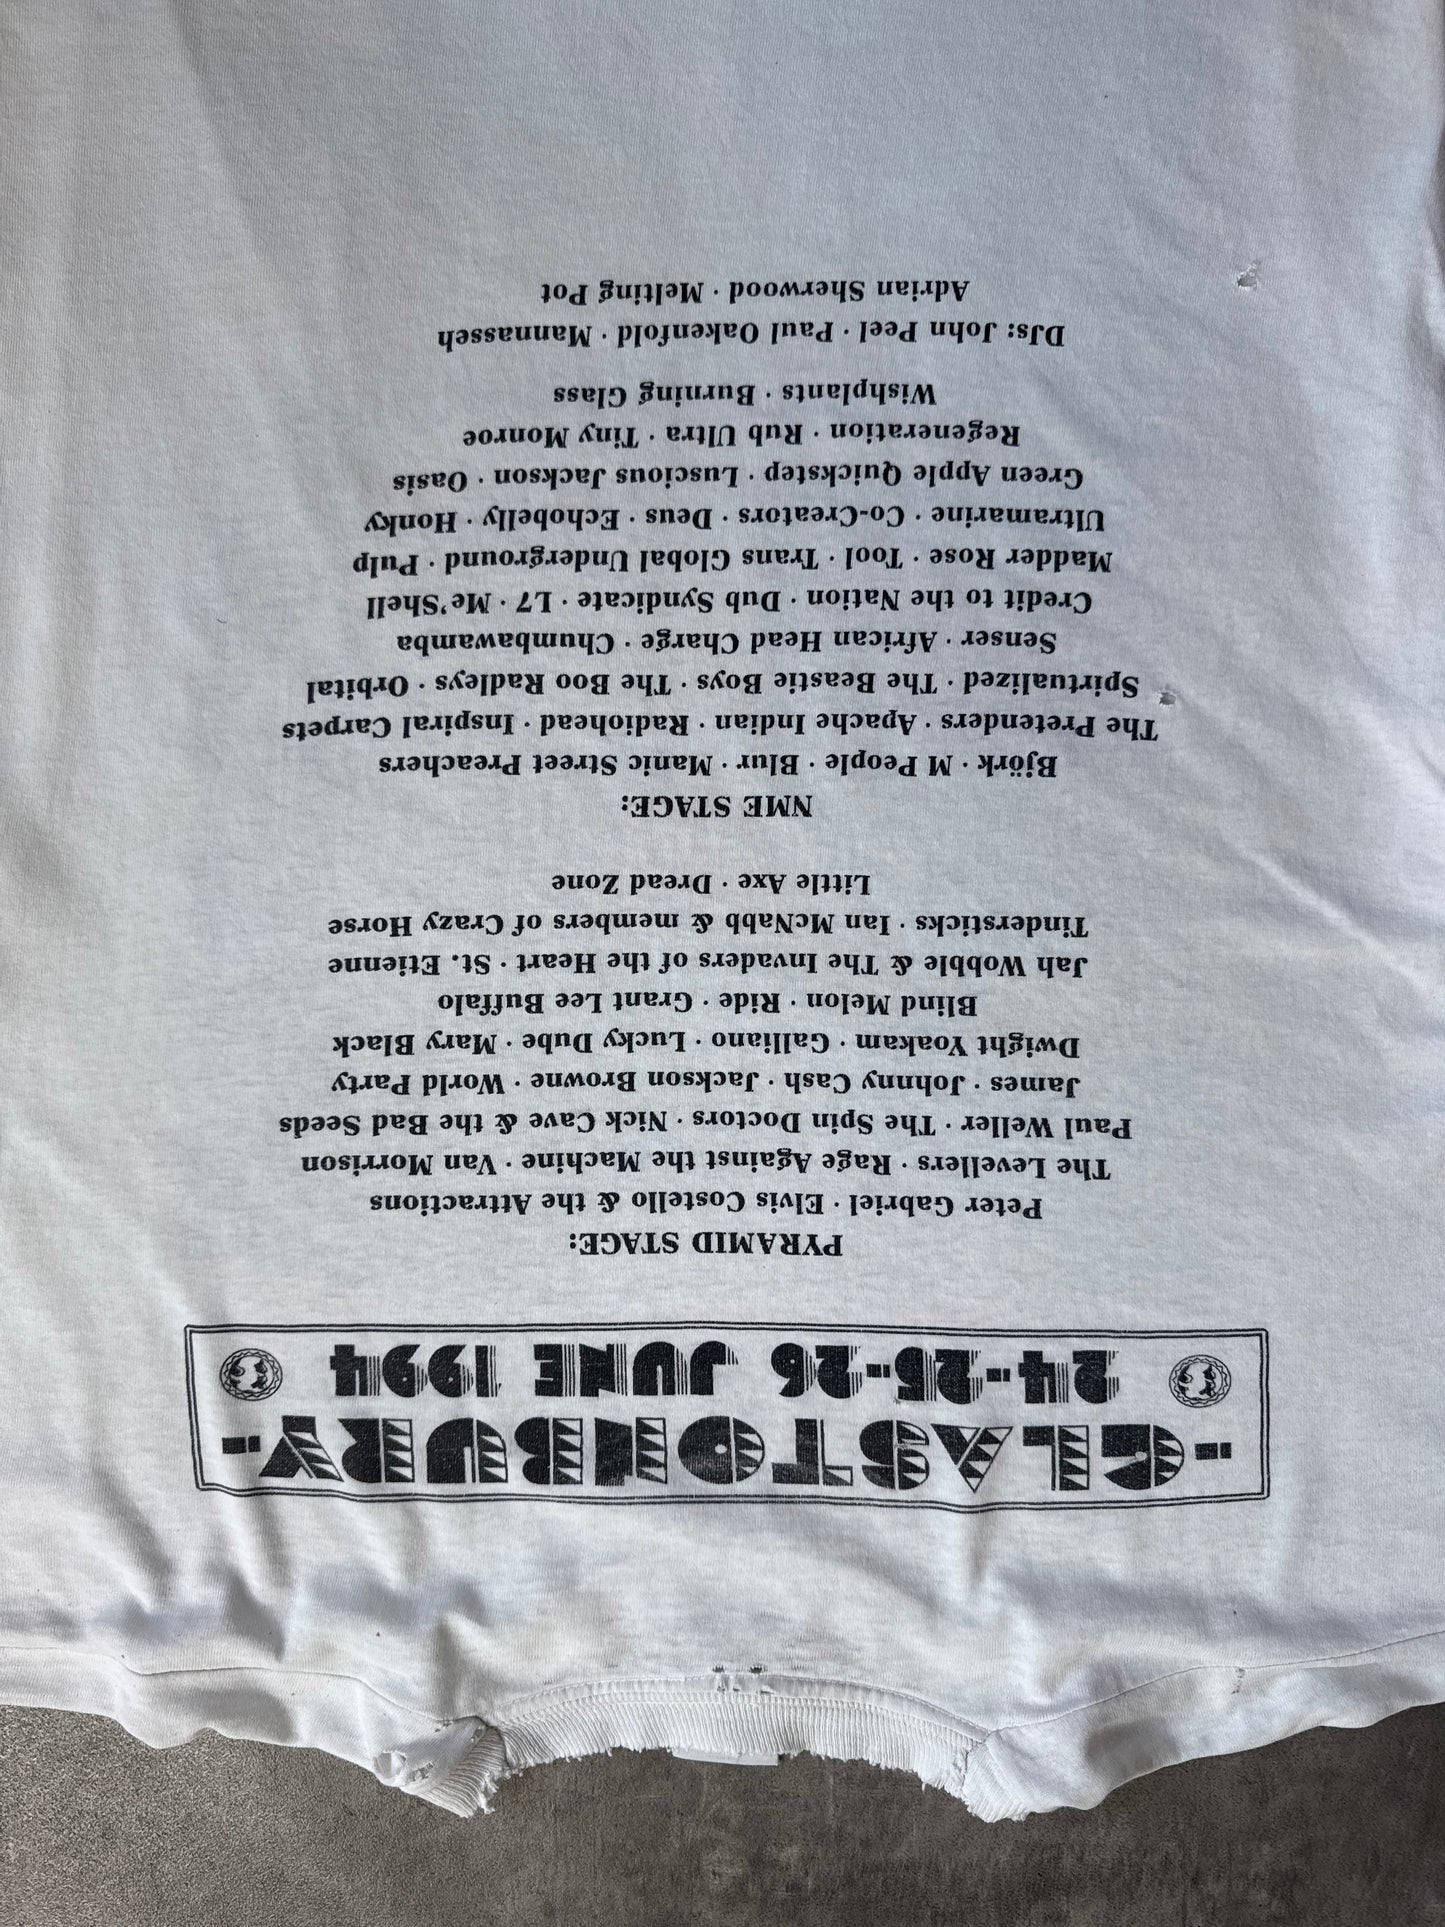 -GLASTONBURY-
24-25-26 JUNE 1994
PYRAMID STAGE:
Peter Gabriel · Elvis Costello & the Attractions
The Levellers · Rage Against the Machine · Van Morrison
Paul Weller · The Spin Doctors · Nick Cave & the Bad Seeds
James · Johnny Cash · Jackson Browne · World Party
Dwight Yoakam · Galliano · Lucky Dube · Mary Black
Blind Melon · Ride · Grant Lee Buffalo
Jah Wobble & The Invaders of the Heart · St. Etienne
Tindersticks · Ian McNabb & members of Crazy Horse
Little Axe · Dread Zone
NME STAGE:
Björk · M People · Blur · Manic Street Preachers
The Pretenders · Apache Indian · Radiohead · Inspiral Carpets
Spirtualized · The Beastie Boys · The Boo Radleys · Orbital
Senser · African Head Charge · Chumbawamba
Credit to the Nation · Dub Syndicate · L7 · Me'Shell
Madder Rose · Tool · Trans Global Underground · Pulp
Ultramarine · Co-Creators · Deus · Echobelly · Honky
Green Apple Quickstep · Luscious Jackson · Oasis
Regeneration · Rub Ultra · Tiny Monroe
Wishplants · Burning Glass
DJs: John Peel · Paul Oakenfold · Mannasseh
Adrian Sherwood · Melting Pot